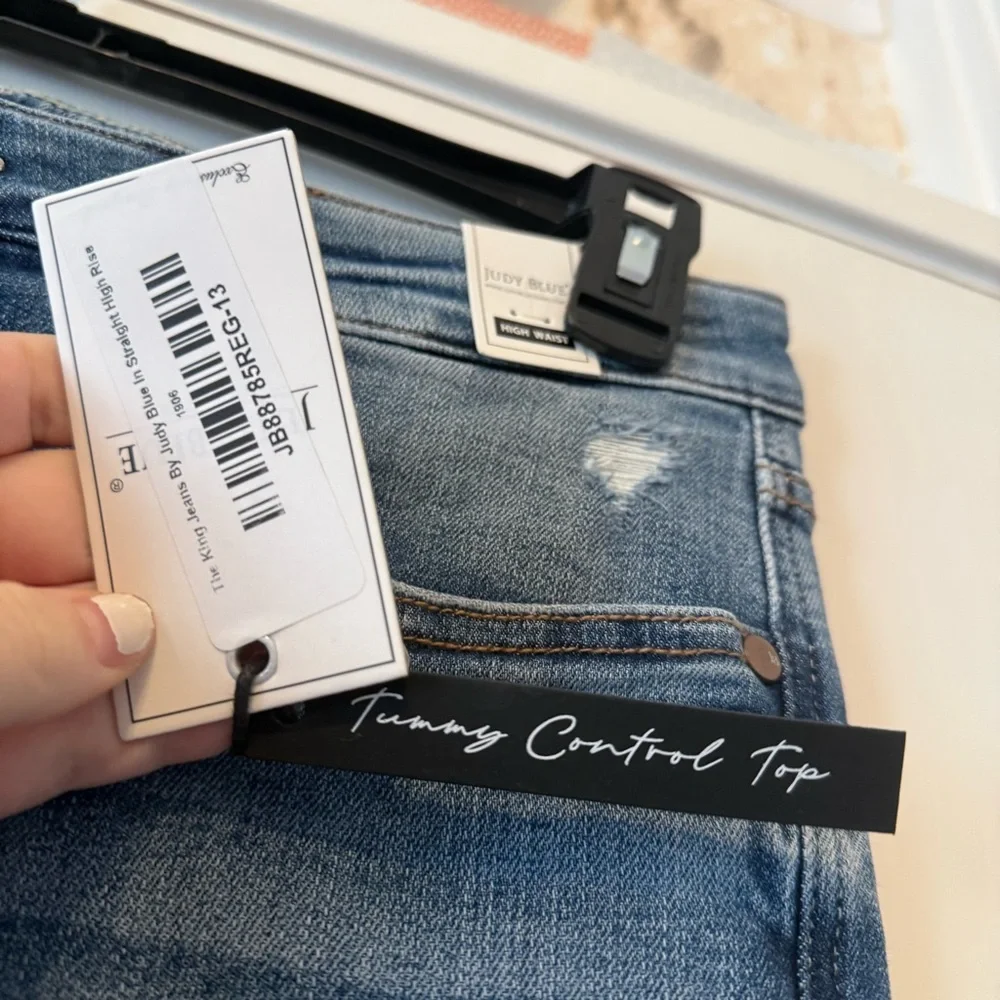 The King Jeans By Judy Blue In Straight High Rise
1906
JB88785REG-13
JUDY BLUE
HIGH WAIST
Tummy Control Top